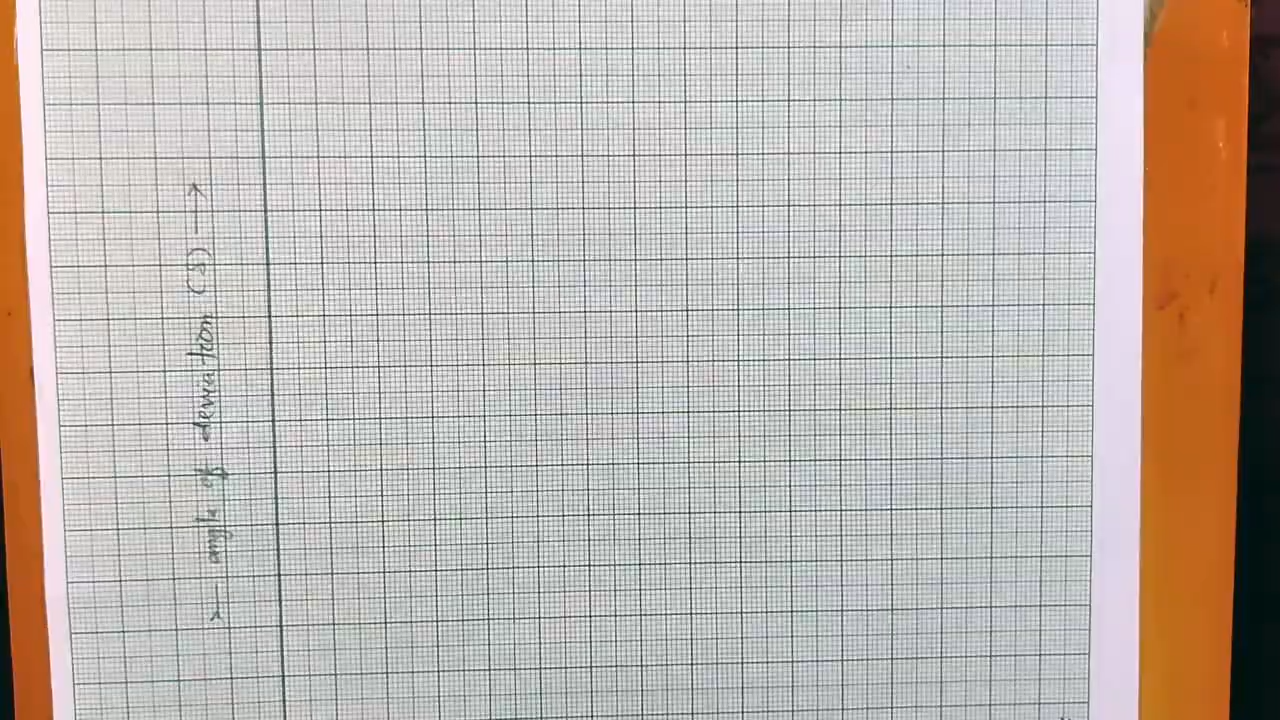 >— angle of deviation (δ) —>